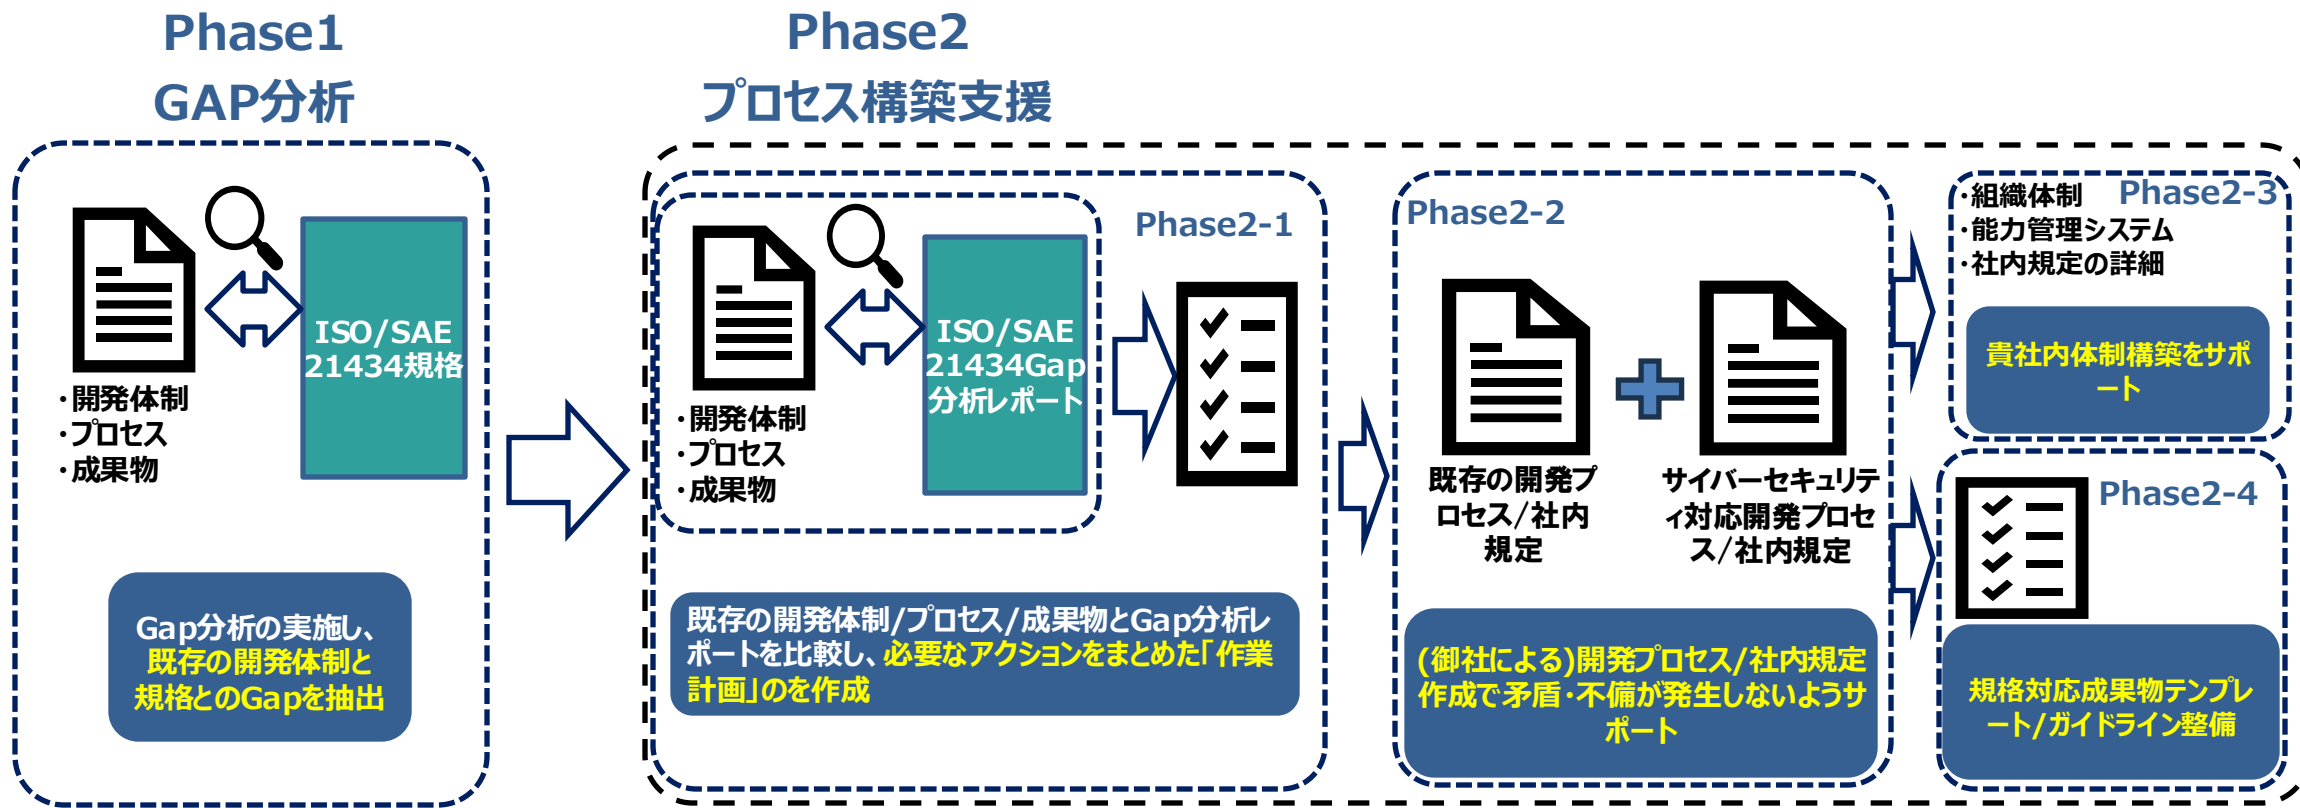 Phase1
GAP分析
ISO/SAE
21434規格
・開発体制
・プロセス
・成果物
Gap分析の実施し、
既存の開発体制と
規格とのGapを抽出
Phase2
プロセス構築支援
Phase2-1
ISO/SAE
21434Gap
分析レポート
・開発体制
・プロセス
・成果物
既存の開発体制/プロセス/成果物とGap分析レ
ポートを比較し、必要なアクションをまとめた「作業
計画」のを作成
Phase2-2
既存の開発プ
ロセス/社内
規定
サイバーセキュリテ
ィ対応開発プロセ
ス/社内規定
(御社による)開発プロセス/社内規定
作成で矛盾・不備が発生しないようサ
ポート
Phase2-3
・組織体制
・能力管理システム
・社内規定の詳細
貴社内体制構築をサポ
ート
Phase2-4
規格対応成果物テンプレ
ート/ガイドライン整備